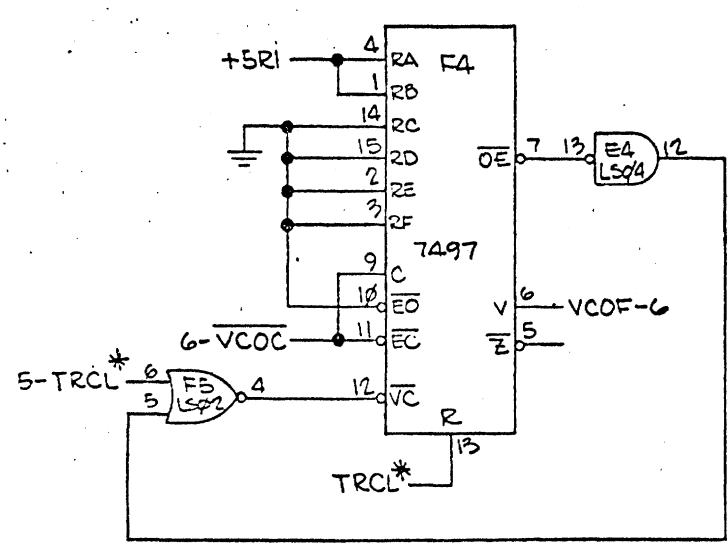 +5RI
4
RA
F4
1
RB
14
RC
15
RD
OE
7
13
E4
LS04
12
2
RE
3
RF
7497
9
C
10
EO
V
6
VCOF-6
6-VCOC
11
EC
Z
5
5-TRCL*
6
F5
LS02
4
12
VC
5
R
13
TRCL*